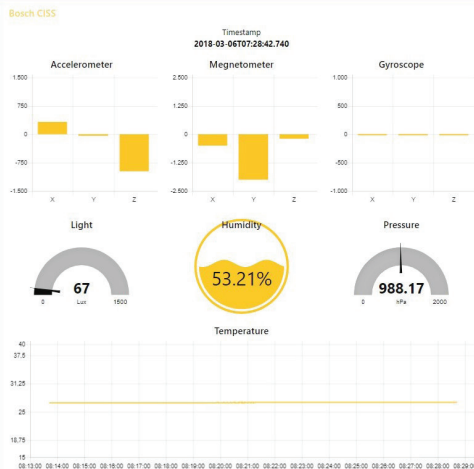 Bosch CISS
Timestamp
2018-03-06T07:28:42.740
Accelerometer
1.500
750
0
-750
-1.500
X Y Z
Megnetometer
2.500
1.250
0
-1.250
-2.500
X Y Z
Gyroscope
1.000
500
0
-500
-1.000
X Y Z
Light
67
0 Lux 1500
Humidity
53.21%
Pressure
988.17
0 hPa 2000
Temperature
40
37.5
31.25
25
18.75
15
08:13:00 08:14:00 08:15:00 08:16:00 08:17:00 08:18:00 08:19:00 08:20:00 08:21:00 08:22:00 08:23:00 08:24:00 08:25:00 08:26:00 08:27:00 08:28:00 08:29:00